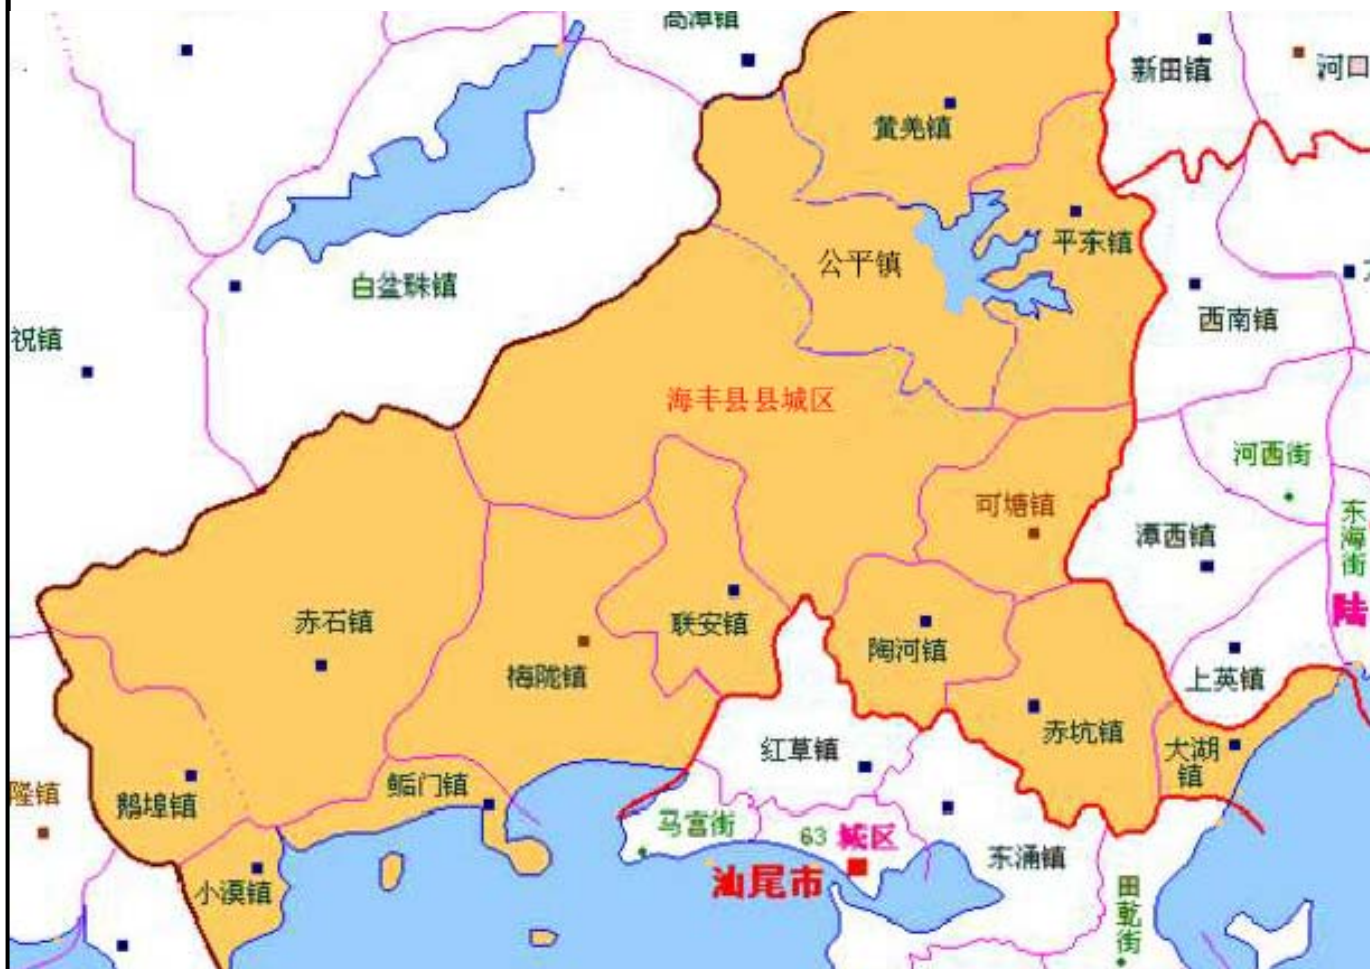 高潭镇
新田镇
河口
黄羌镇
平东镇
公平镇
白盆珠镇
西南镇
祝镇
海丰县县城区
河西街
可塘镇
东海街
潭西镇
陆
赤石镇
联安镇
陶河镇
梅陇镇
上英镇
赤坑镇
大湖
镇
红草镇
鲘门镇
隆镇
鹅埠镇
马宫街
63 城区
东涌镇
汕尾市
小漠镇
田乾街